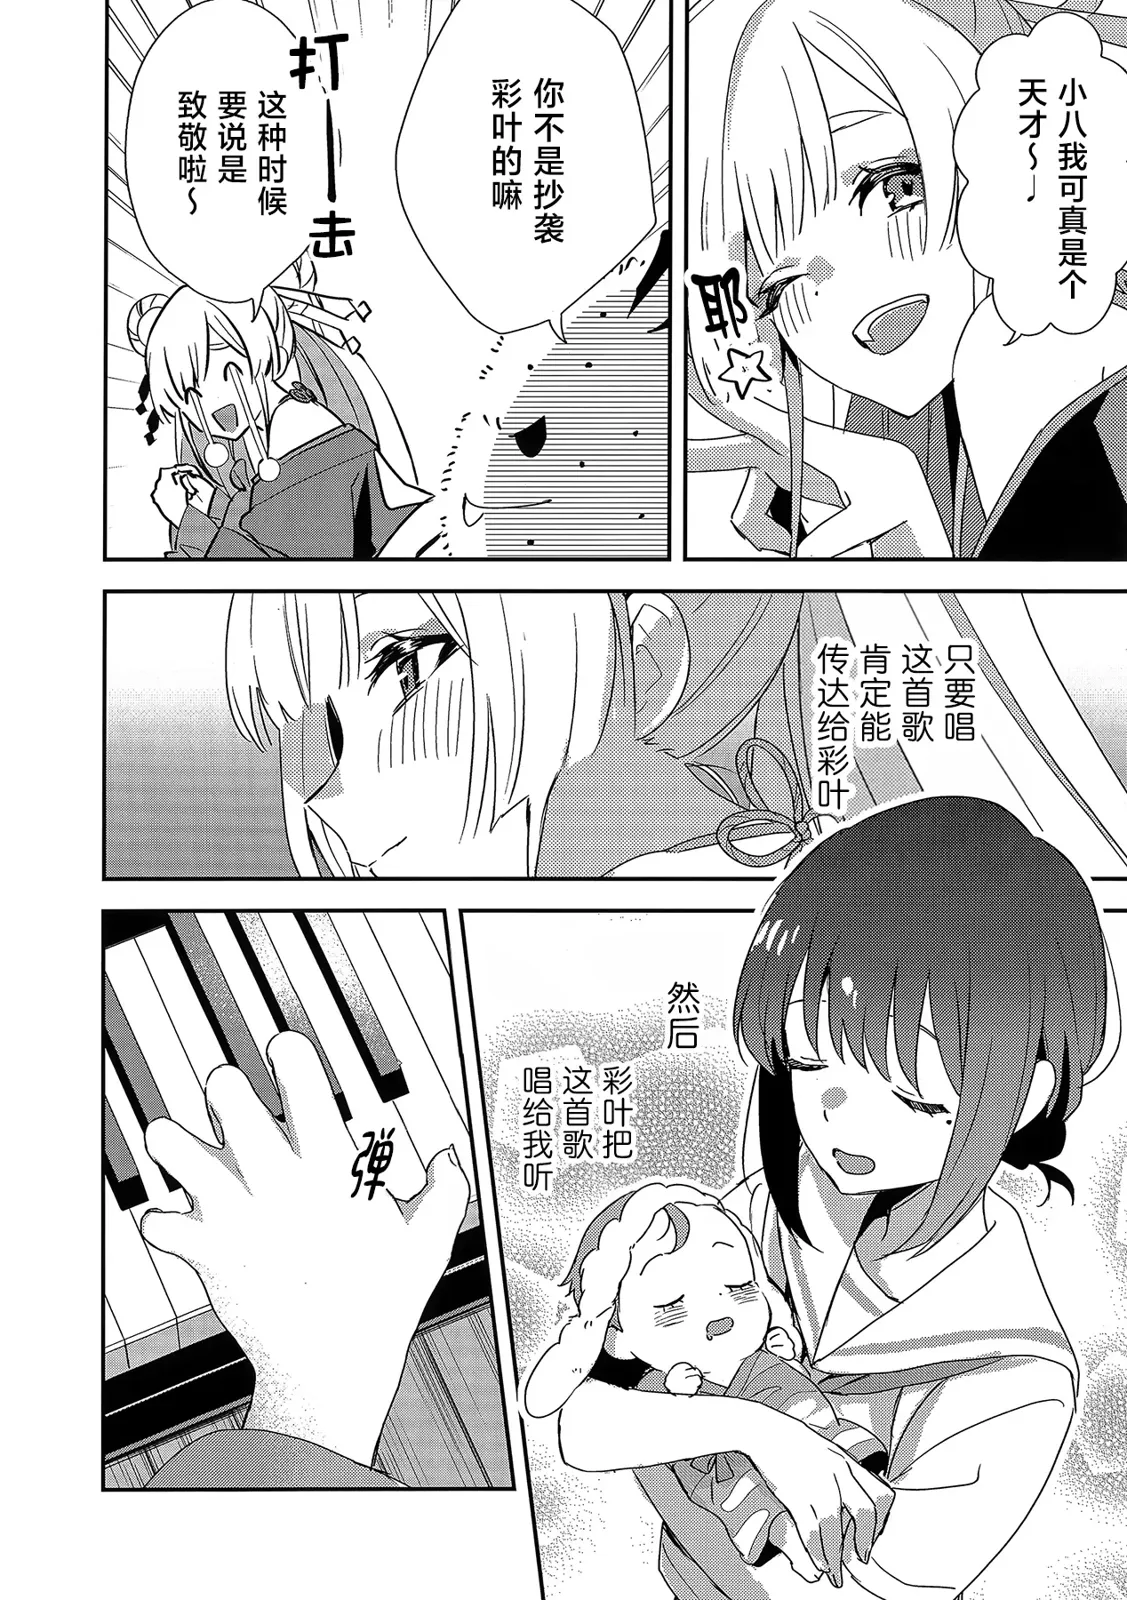 小八我可真是个
天才～♩
眨
你不是抄袭
彩叶的嘛
打——击
这种时候
要说是
致敬啦～
只要唱
这首歌
肯定能
传达给彩叶
然后
彩叶把
这首歌
唱给我听
弹